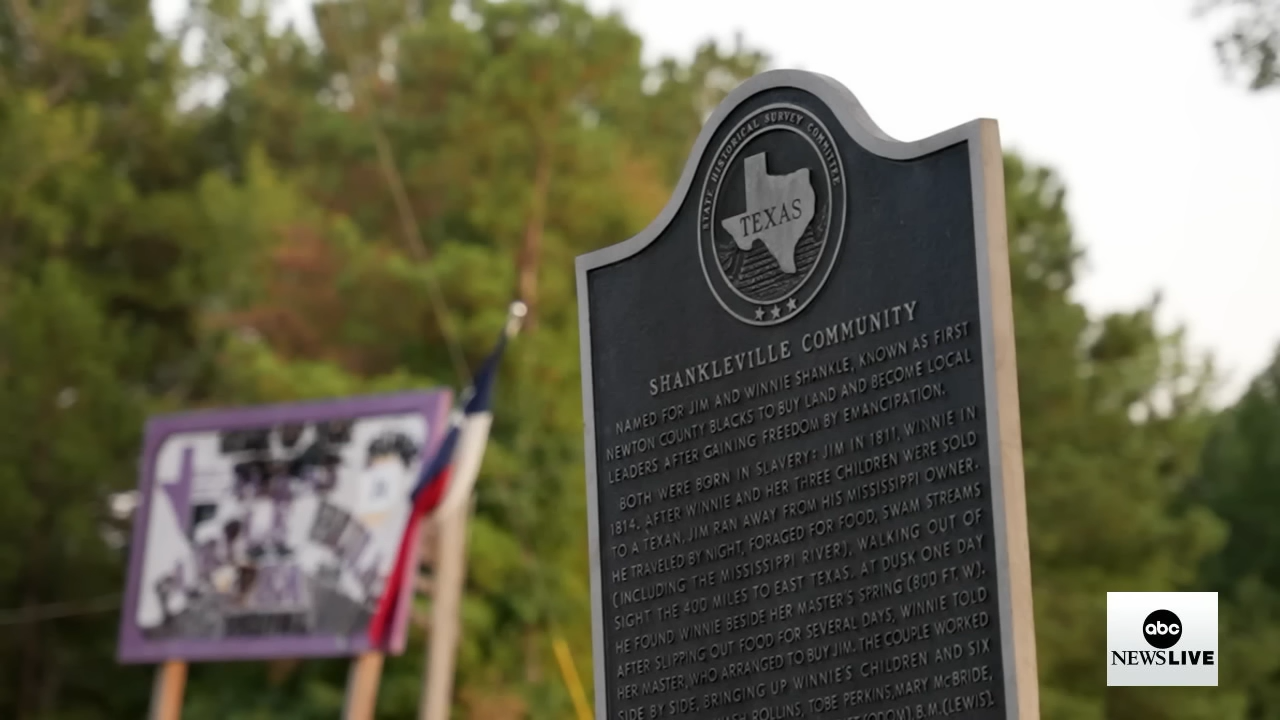 STATE HISTORICAL SURVEY COMMITTEE
TEXAS
SHANKLEVILLE COMMUNITY
NAMED FOR JIM AND WINNIE SHANKLE, KNOWN AS FIRST
NEWTON COUNTY BLACKS TO BUY LAND AND BECOME LOCAL
LEADERS AFTER GAINING FREEDOM BY EMANCIPATION.
BOTH WERE BORN IN SLAVERY: JIM IN 1811, WINNIE IN
1814. AFTER WINNIE AND HER THREE CHILDREN WERE SOLD
TO A TEXAN, JIM RAN AWAY FROM HIS MISSISSIPPI OWNER.
HE TRAVELED BY NIGHT, FORAGED FOR FOOD, SWAM STREAMS
(INCLUDING THE MISSISSIPPI RIVER), WALKING OUT OF
SIGHT THE 400 MILES TO EAST TEXAS. AT DUSK ONE DAY
HE FOUND WINNIE BESIDE HER MASTER'S SPRING (800 FT. W).
AFTER SLIPPING OUT FOOD FOR SEVERAL DAYS, WINNIE TOLD
HER MASTER, WHO ARRANGED TO BUY JIM. THE COUPLE WORKED
SIDE BY SIDE, BRINGING UP WINNIE'S CHILDREN AND SIX
ROLLINS, TOBE PERKINS, MARY McBRIDE,
(ODOM), B.M. (LEWIS),
abc
NEWS LIVE